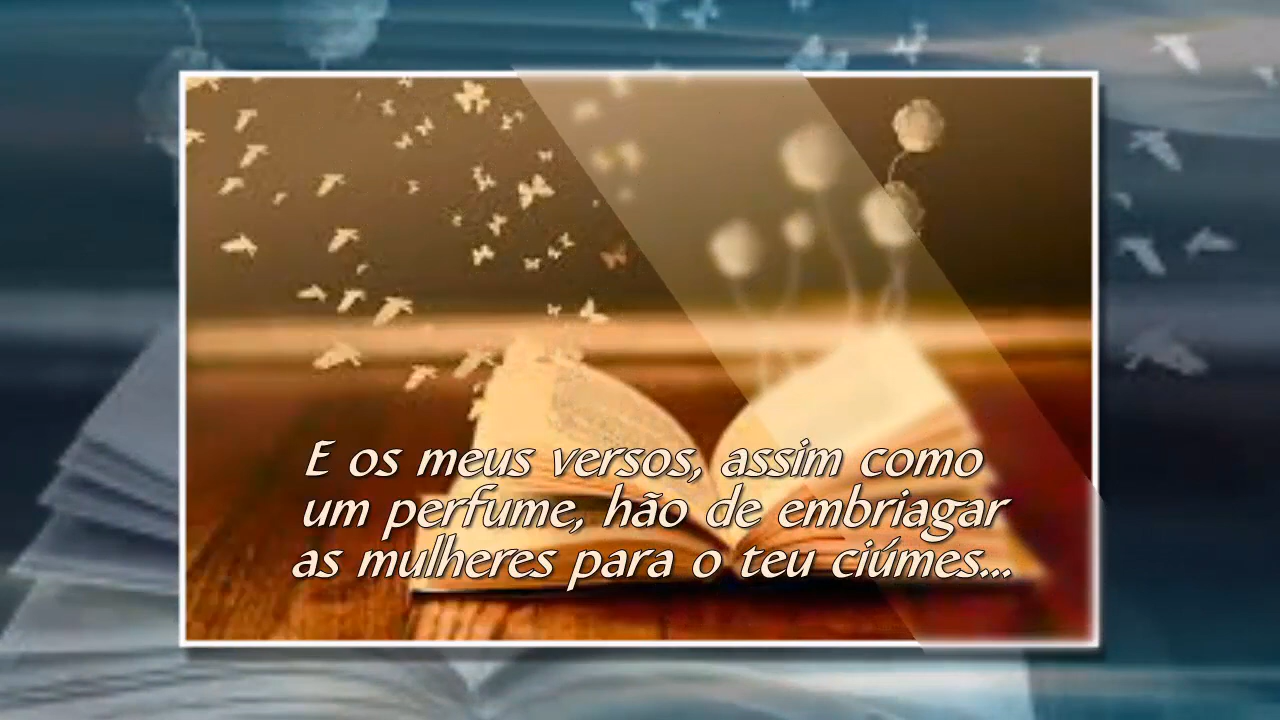 E os meus versos, assim como
um perfume, hão de embriagar
as mulheres para o teu ciúmes...